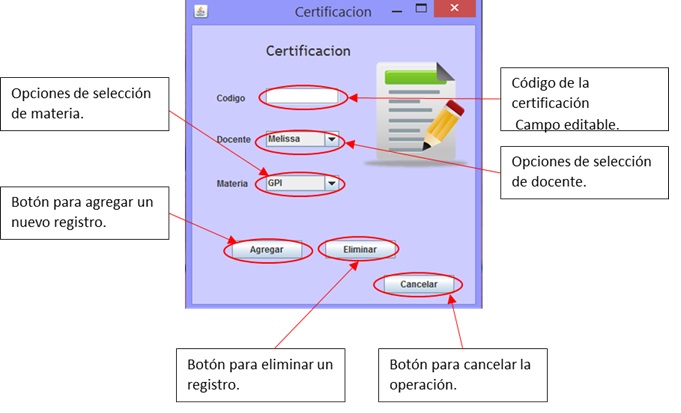 Certificacion
Certificacion
Opciones de selección
de materia.
Codigo
Código de la
certificación
Campo editable.
Docente
Melissa
Opciones de selección
de docente.
Materia
GPI
Botón para agregar un
nuevo registro.
Agregar
Eliminar
Cancelar
Botón para eliminar un
registro.
Botón para cancelar la
operación.